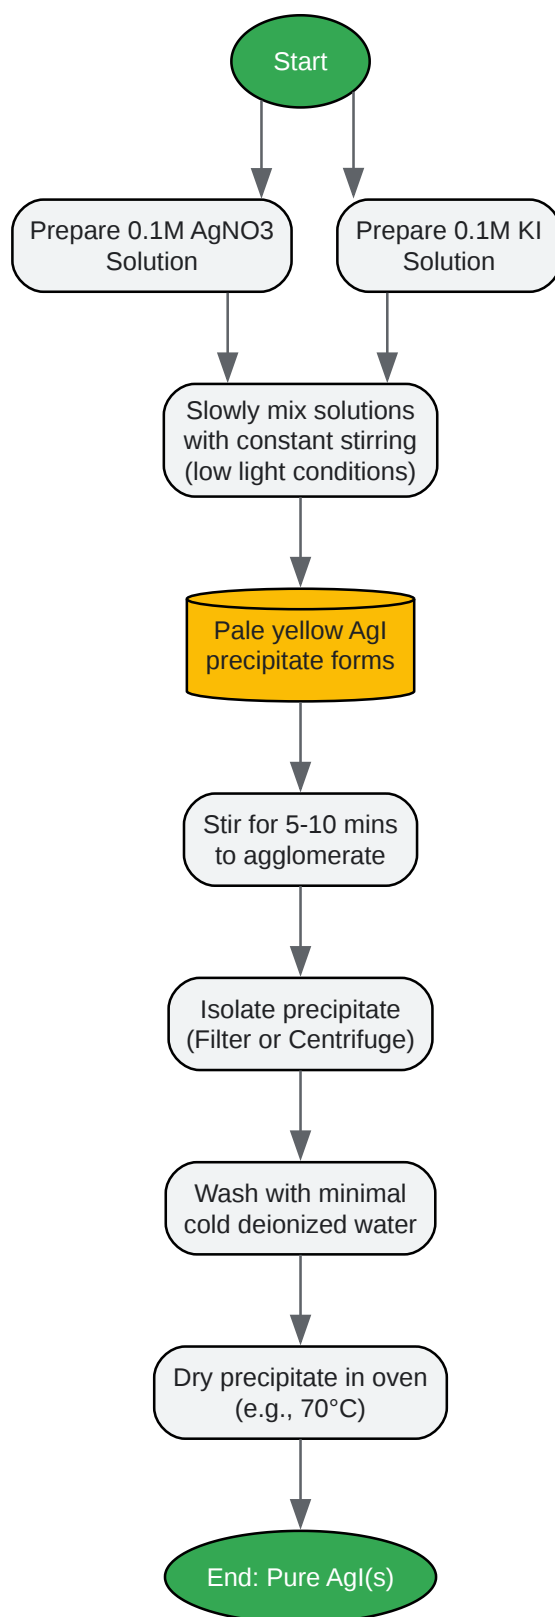 Start
Prepare 0.1M AgNO3
Solution
Prepare 0.1M KI
Solution
Slowly mix solutions
with constant stirring
(low light conditions)
Pale yellow AgI
precipitate forms
Stir for 5-10 mins
to agglomerate
Isolate precipitate
(Filter or Centrifuge)
Wash with minimal
cold deionized water
Dry precipitate in oven
(e.g., 70°C)
End: Pure AgI(s)